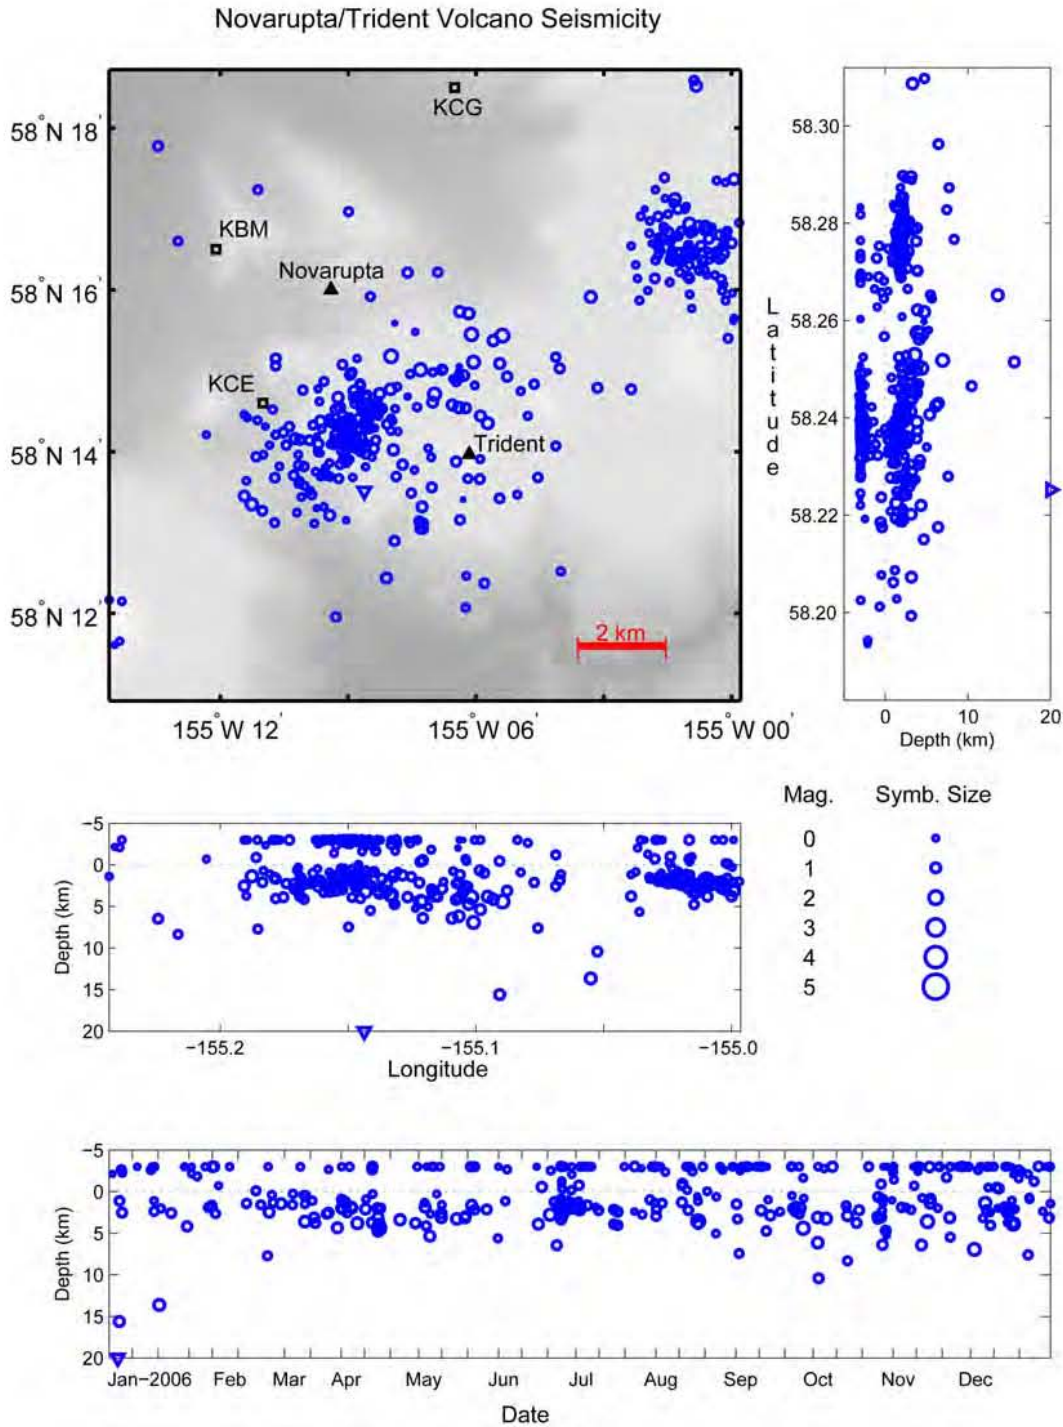 Novarupta/Trident Volcano Seismicity
58°N 18'
58°N 16'
58°N 14'
58°N 12'
KCG
KBM
Novarupta
KCE
Trident
2 km
155°W 12'
155°W 06'
155°W 00'
Latitude
58.30
58.28
58.26
58.24
58.22
58.20
0 10 20
Depth (km)
Mag. Symb. Size
0
1
2
3
4
5
Depth (km)
−5
0
5
10
15
20
−155.2 −155.1 −155.0
Longitude
Depth (km)
−5
0
5
10
15
20
Jan−2006 Feb Mar Apr May Jun Jul Aug Sep Oct Nov Dec
Date